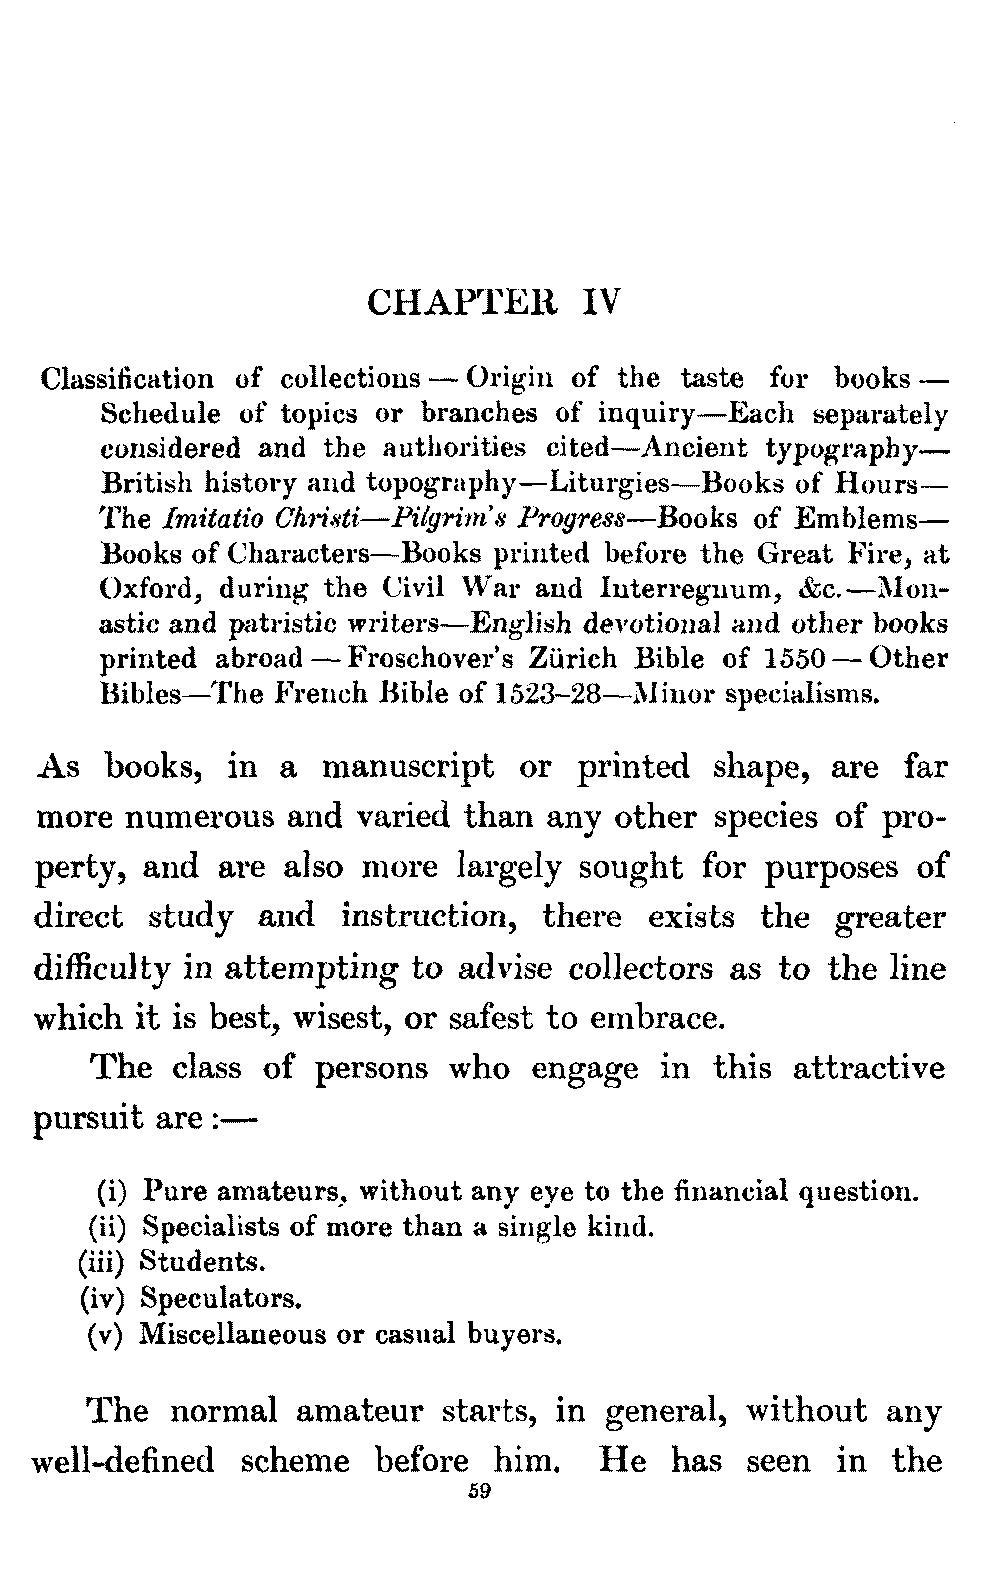 CHAPTER IV
Classification of collections — Origin of the taste for books —
Schedule of topics or branches of inquiry—Each separately
considered and the authorities cited—Ancient typography—
British history and topography—Liturgies—Books of Hours—
The Imitatio Christi—Pilgrim's Progress—Books of Emblems—
Books of Characters—Books printed before the Great Fire, at
Oxford, during the Civil War and Interregnum, &c.—Mon-
astic and patristic writers—English devotional and other books
printed abroad — Froschover's Zürich Bible of 1550 — Other
Bibles—The French Bible of 1523–28—Minor specialisms.
As books, in a manuscript or printed shape, are far
more numerous and varied than any other species of pro-
perty, and are also more largely sought for purposes of
direct study and instruction, there exists the greater
difficulty in attempting to advise collectors as to the line
which it is best, wisest, or safest to embrace.
The class of persons who engage in this attractive
pursuit are :—
(i) Pure amateurs, without any eye to the financial question.
(ii) Specialists of more than a single kind.
(iii) Students.
(iv) Speculators.
(v) Miscellaneous or casual buyers.
The normal amateur starts, in general, without any
well-defined scheme before him. He has seen in the
59